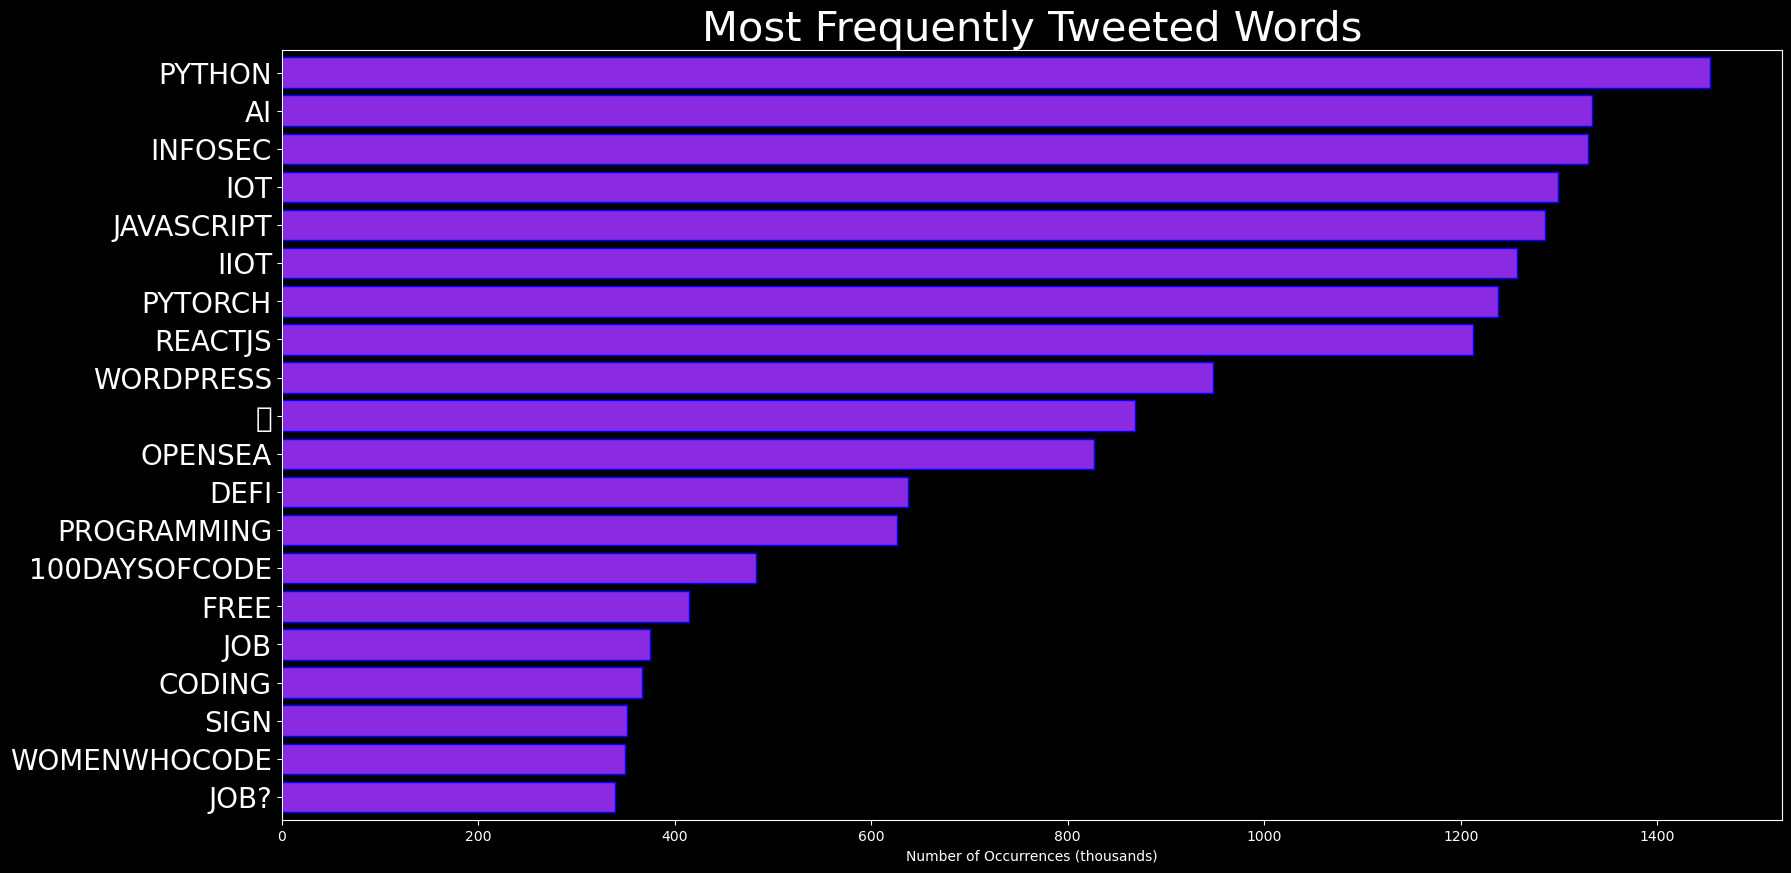 Most Frequently Tweeted Words
PYTHON
AI
INFOSEC
IOT
JAVASCRIPT
IIOT
PYTORCH
REACTJS
WORDPRESS
OPENSEA
DEFI
PROGRAMMING
100DAYSOFCODE
FREE
JOB
CODING
SIGN
WOMENWHOCODE
JOB?
0 200 400 600 800 1000 1200 1400
Number of Occurrences (thousands)